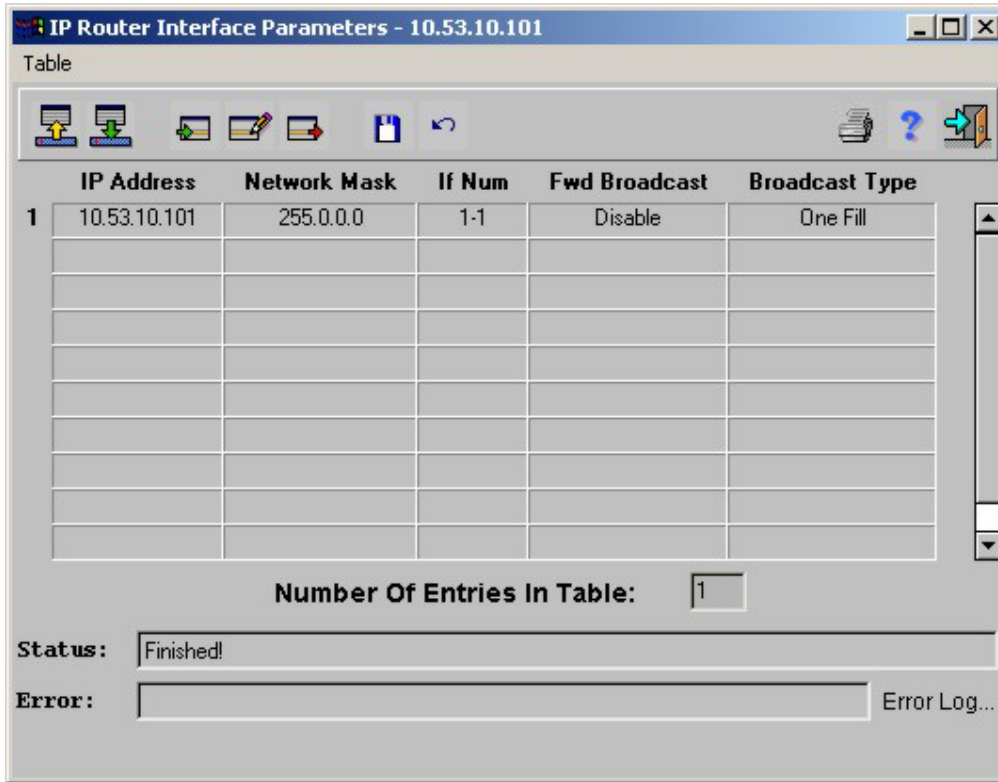 IP Router Interface Parameters - 10.53.10.101
Table
IP Address Network Mask If Num Fwd Broadcast Broadcast Type
1 10.53.10.101 255.0.0.0 1-1 Disable One Fill
Number Of Entries In Table: 1
Status: Finished!
Error: Error Log...